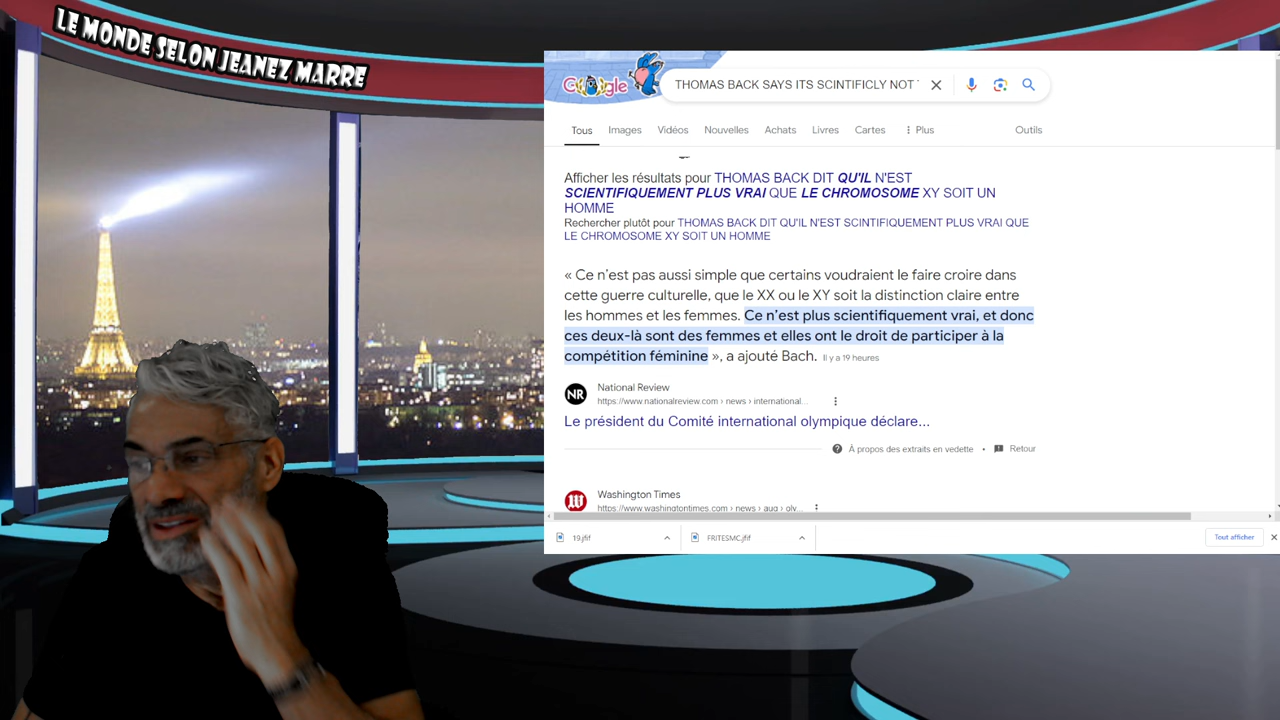 LE MONDE SELON JEANEZ MARRE
Google
THOMAS BACK SAYS ITS SCINTIFICLY NOT
Tous Images Vidéos Nouvelles Achats Livres Cartes Plus Outils
Afficher les résultats pour THOMAS BACK DIT QU'IL N'EST
SCIENTIFIQUEMENT PLUS VRAI QUE LE CHROMOSOME XY SOIT UN
HOMME
Rechercher plutôt pour THOMAS BACK DIT QU'IL N'EST SCINTIFIQUEMENT PLUS VRAI QUE
LE CHROMOSOME XY SOIT UN HOMME
« Ce n'est pas aussi simple que certains voudraient le faire croire dans
cette guerre culturelle, que le XX ou le XY soit la distinction claire entre
les hommes et les femmes. Ce n'est plus scientifiquement vrai, et donc
ces deux-là sont des femmes et elles ont le droit de participer à la
compétition féminine », a ajouté Bach. Il y a 19 heures
NR
National Review
https://www.nationalreview.com › news › international...
Le président du Comité international olympique déclare...
À propos des extraits en vedette • Retour
W
Washington Times
https://www.washingtontimes.com › news › aug › oly...
19.jfif FRITESMC.jfif Tout afficher